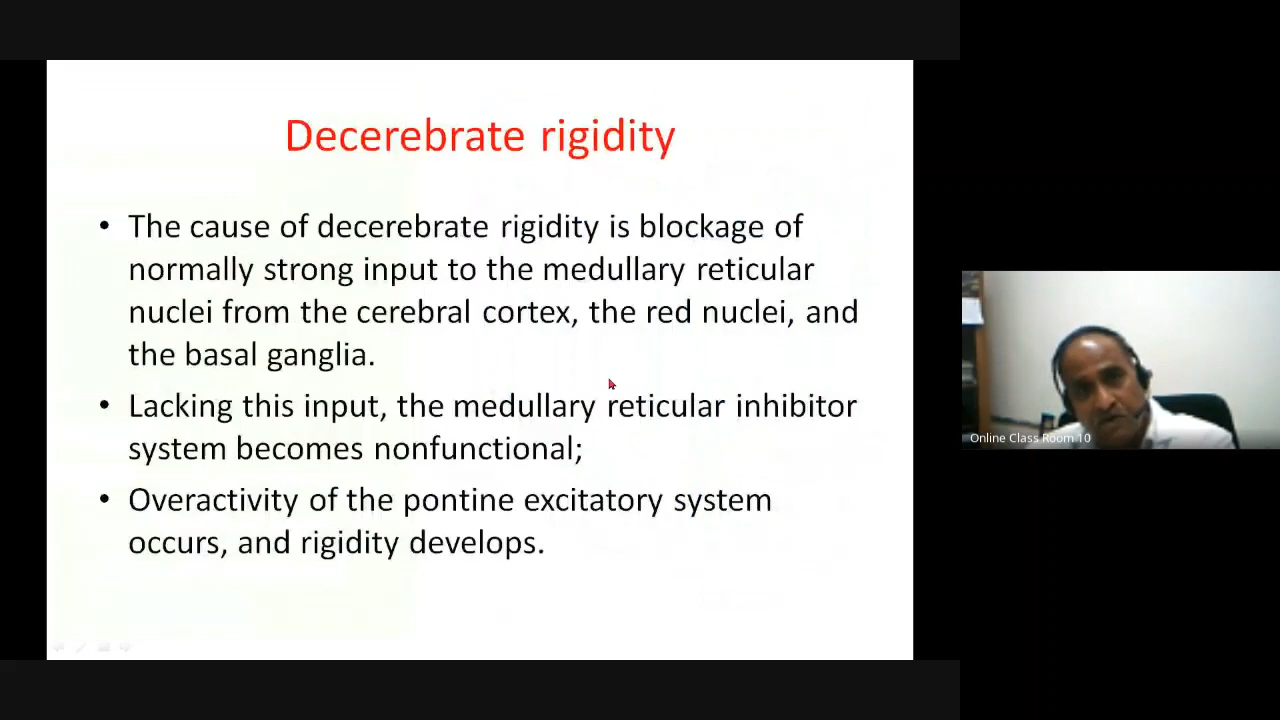 Decerebrate rigidity
• The cause of decerebrate rigidity is blockage of
normally strong input to the medullary reticular
nuclei from the cerebral cortex, the red nuclei, and
the basal ganglia.
• Lacking this input, the medullary reticular inhibitor
system becomes nonfunctional;
• Overactivity of the pontine excitatory system
occurs, and rigidity develops.
Online Class Room 10